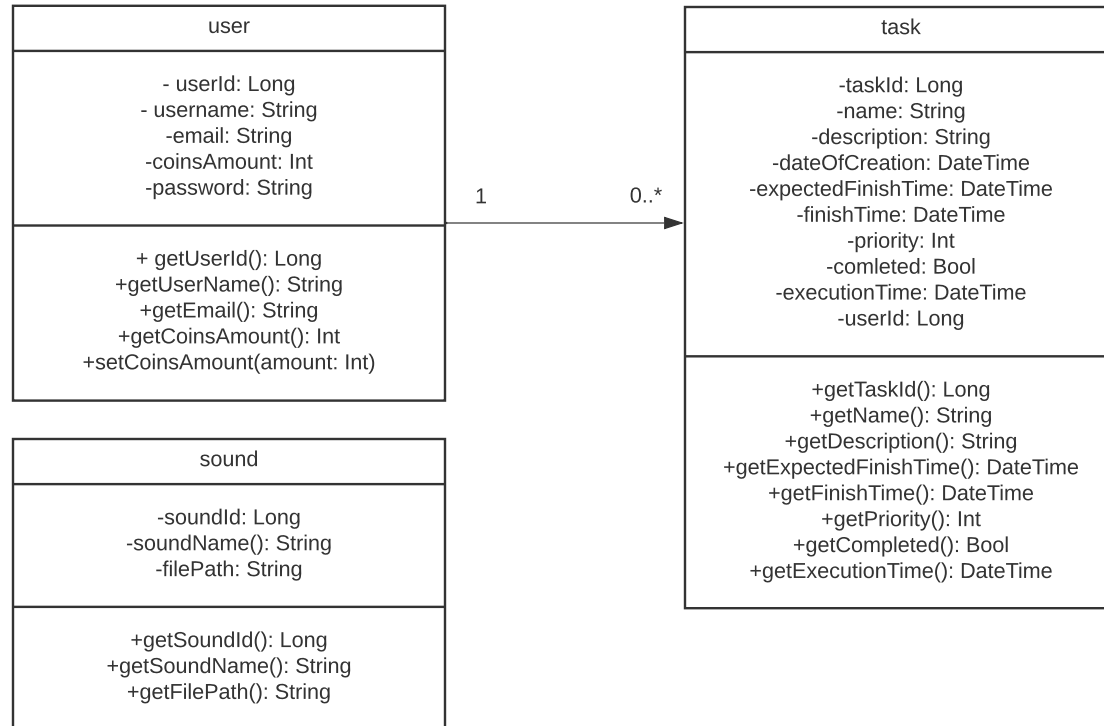 user
- userId: Long
- username: String
-email: String
-coinsAmount: Int
-password: String
+ getUserId(): Long
+getUserName(): String
+getEmail(): String
+getCoinsAmount(): Int
+setCoinsAmount(amount: Int)
1
0..*
task
-taskId: Long
-name: String
-description: String
-dateOfCreation: DateTime
-expectedFinishTime: DateTime
-finishTime: DateTime
-priority: Int
-comleted: Bool
-executionTime: DateTime
-userId: Long
+getTaskId(): Long
+getName(): String
+getDescription(): String
+getExpectedFinishTime(): DateTime
+getFinishTime(): DateTime
+getPriority(): Int
+getCompleted(): Bool
+getExecutionTime(): DateTime
sound
-soundId: Long
-soundName(): String
-filePath: String
+getSoundId(): Long
+getSoundName(): String
+getFilePath(): String